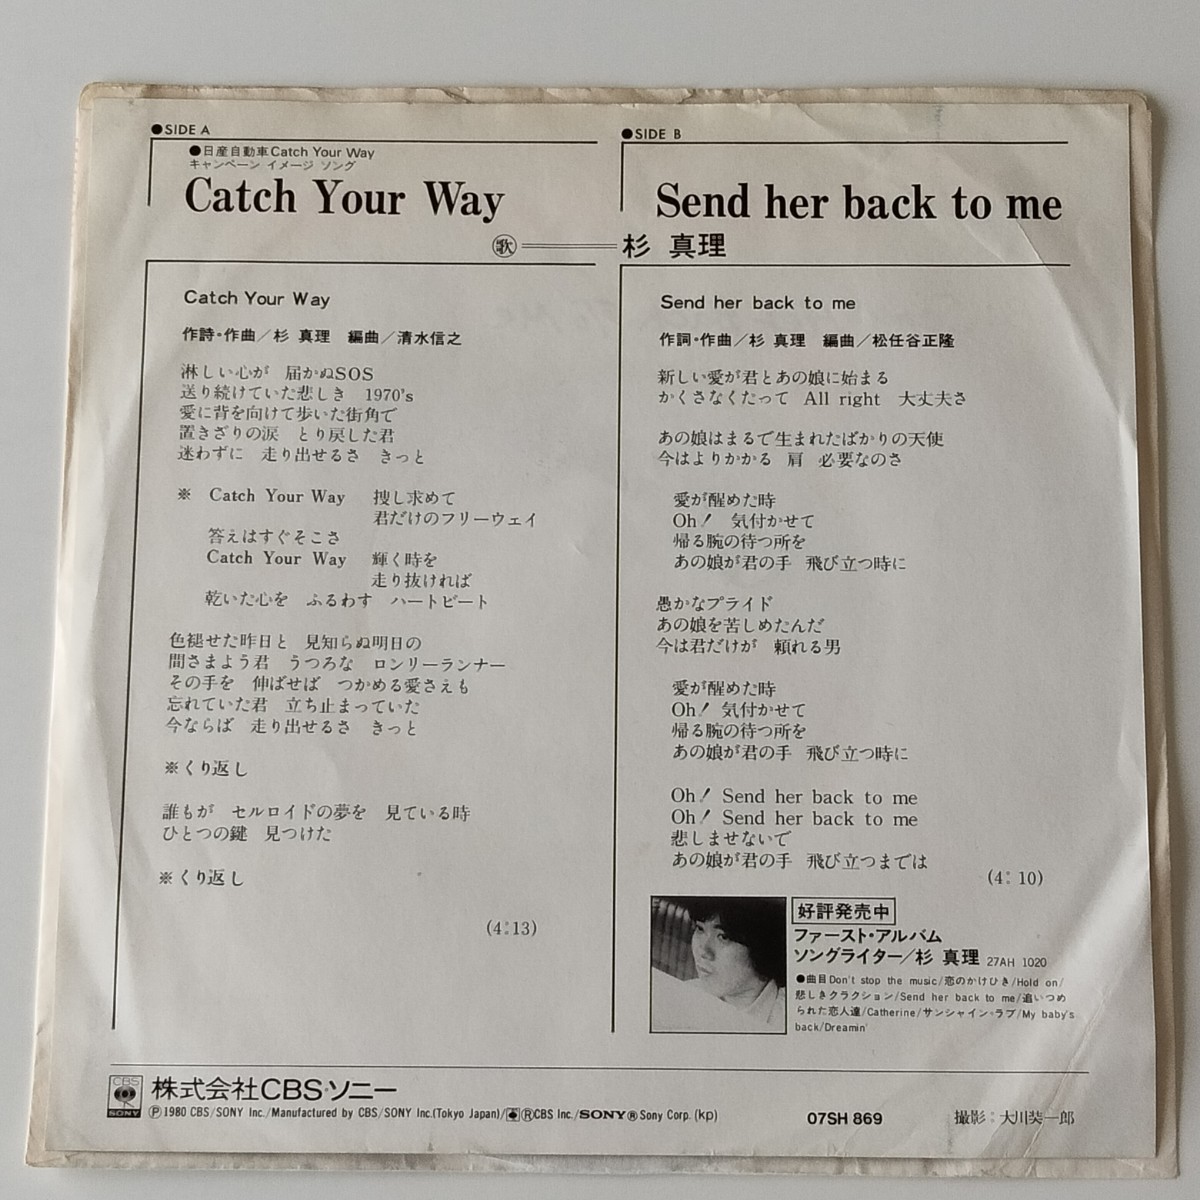 ●SIDE A
●日産自動車Catch Your Way
キャンペーン イメージ ソング
Catch Your Way
●SIDE B
Send her back to me
歌 杉 真理
Catch Your Way
作詩・作曲/杉 真理 編曲/清水信之
淋しい心が 届かぬSOS
送り続けていた悲しき 1970's
愛に背を向けて歩いた街角で
置きざりの涙 とり戻した君
迷わずに 走り出せるさ きっと
※ Catch Your Way 捜し求めて
君だけのフリーウェイ
答えはすぐそこさ
Catch Your Way 輝く時を
走り抜ければ
乾いた心を ふるわす ハートビート
色褪せた昨日と 見知らぬ明日の
間さまよう君 うつろな ロンリーランナー
その手を 伸ばせば つかめる愛さえも
忘れていた君 立ち止まっていた
今ならば 走り出せるさ きっと
※くり返し
誰もが セルロイドの夢を 見ている時
ひとつの鍵 見つけた
※くり返し
(4:13)
Send her back to me
作詞・作曲/杉 真理 編曲/松任谷正隆
新しい愛が君とあの娘に始まる
かくさなくたって All right 大丈夫さ
あの娘はまるで生まれたばかりの天使
今はよりかかる 肩 必要なのさ
愛が醒めた時
Oh! 気付かせて
帰る腕の待つ所を
あの娘が君の手 飛び立つ時に
愚かなプライド
あの娘を苦しめたんだ
今は君だけが 頼れる男
愛が醒めた時
Oh! 気付かせて
帰る腕の待つ所を
あの娘が君の手 飛び立つ時に
Oh! Send her back to me
Oh! Send her back to me
悲しませないで
あの娘が君の手 飛び立つまでは
(4:10)
好評発売中
ファースト・アルバム
ソングライター/杉 真理 27AH 1020
●曲目Don't stop the music/恋のかけひき/Hold on/
悲しきクラクション/Send her back to me/追いつめ
られた恋人達/Catherine/サンシャイン・ラブ/My baby's
back/Dreamin'
CBS
SONY
株式会社CBS・ソニー
Ⓟ1980 CBS/SONY Inc./Manufactured by CBS/SONY Inc.(Tokyo Japan)/ⓇCBS Inc./SONY®Sony Corp. (kp)
07SH 869
撮影:大川奘一郎